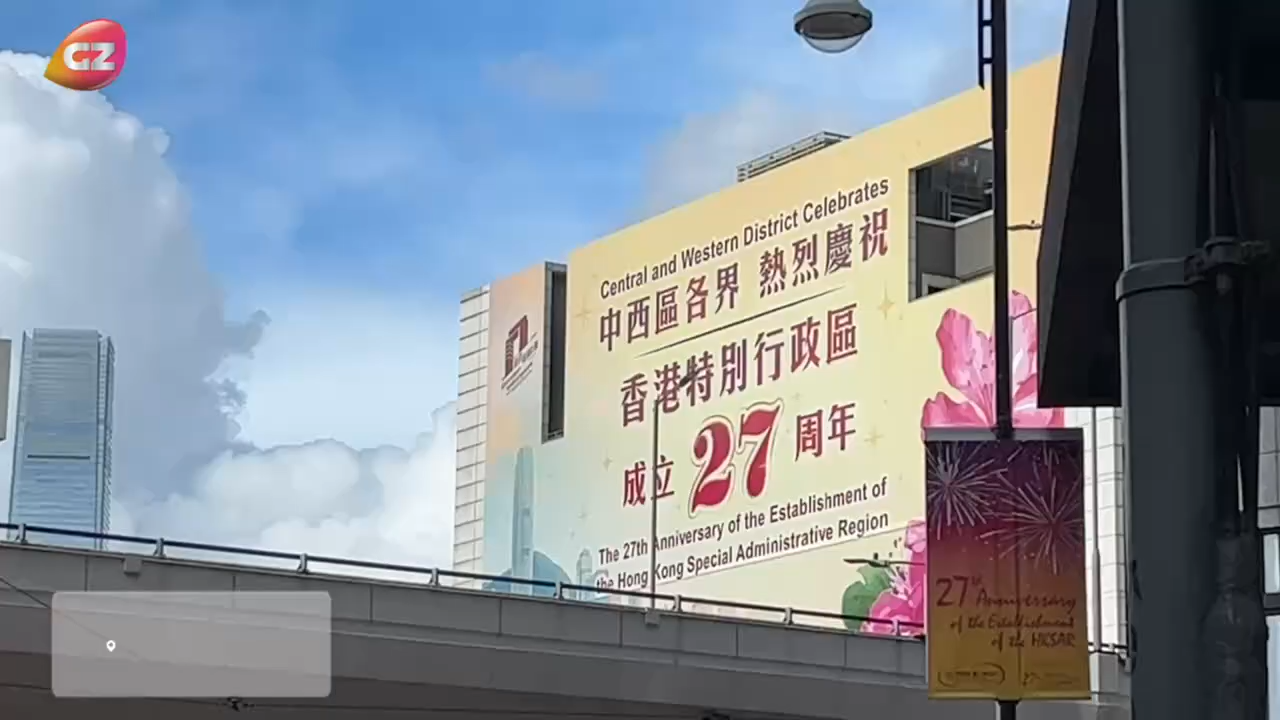 GZ
Central and Western District Celebrates
中西區各界 熱烈慶祝
香港特別行政區
成立 27 周年
The 27th Anniversary of the Establishment of
the Hong Kong Special Administrative Region
27th Anniversary
of the Establishment
of the HKSAR